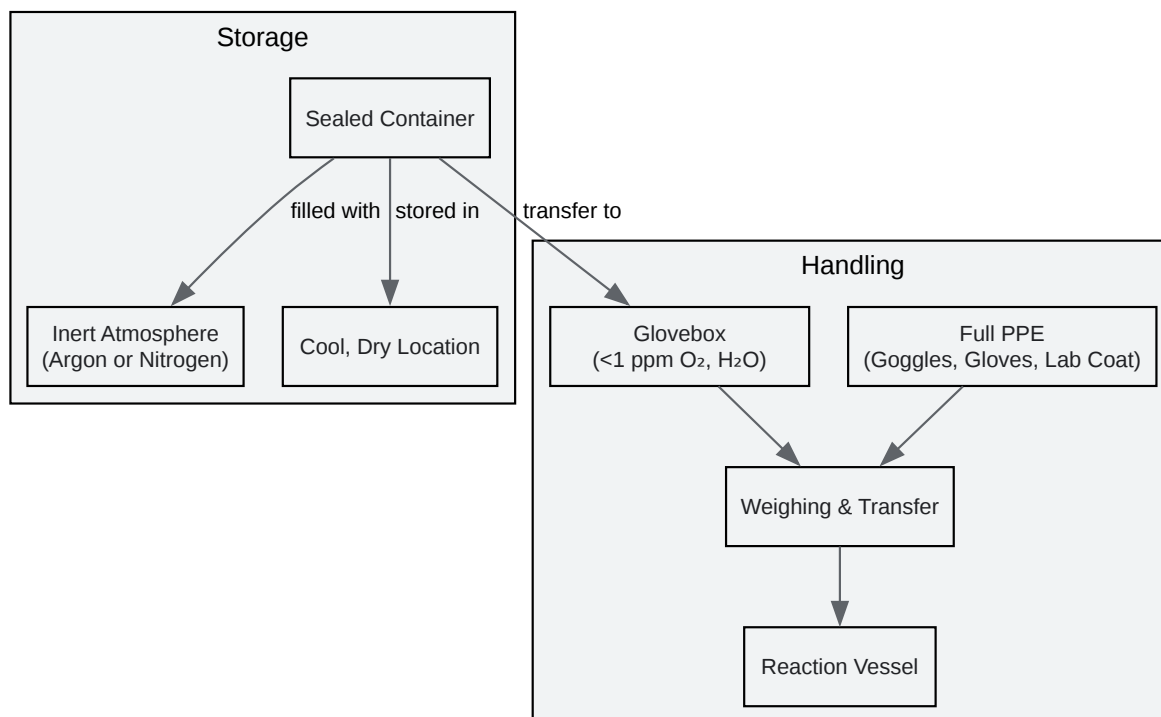 Storage
Sealed Container
filled with
stored in
transfer to
Inert Atmosphere
(Argon or Nitrogen)
Cool, Dry Location
Handling
Glovebox
(<1 ppm O₂, H₂O)
Full PPE
(Goggles, Gloves, Lab Coat)
Weighing & Transfer
Reaction Vessel